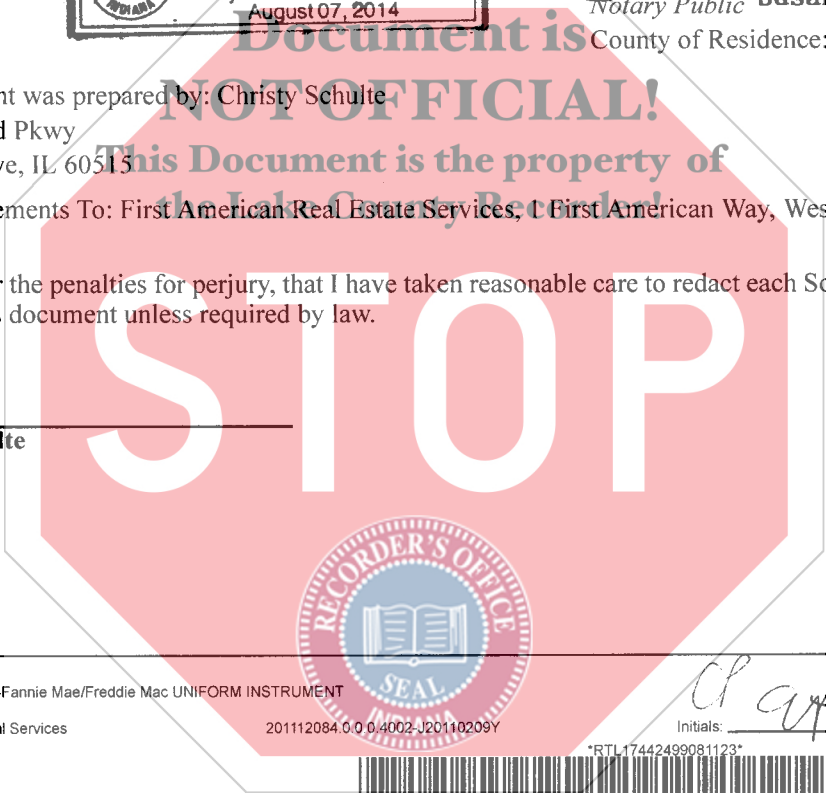 INDIANA
August 07, 2014
Notary Public
County of Residence:
Document is
NOT OFFICIAL!
This Document is the property of
the Lake County Recorder!
nt was prepared by: Christy Schulte
d Pkwy
ve, IL 60515
ements To: First American Real Estate Services, 1 First American Way, Wes
r the penalties for perjury, that I have taken reasonable care to redact each So
s document unless required by law.
STOP
lte
RECORDER'S OFFICE
SEAL
INDIANA
-Fannie Mae/Freddie Mac UNIFORM INSTRUMENT
al Services
201112084.0.0.0.4002-J20110209Y
Initials:
*RTL17442499081123*